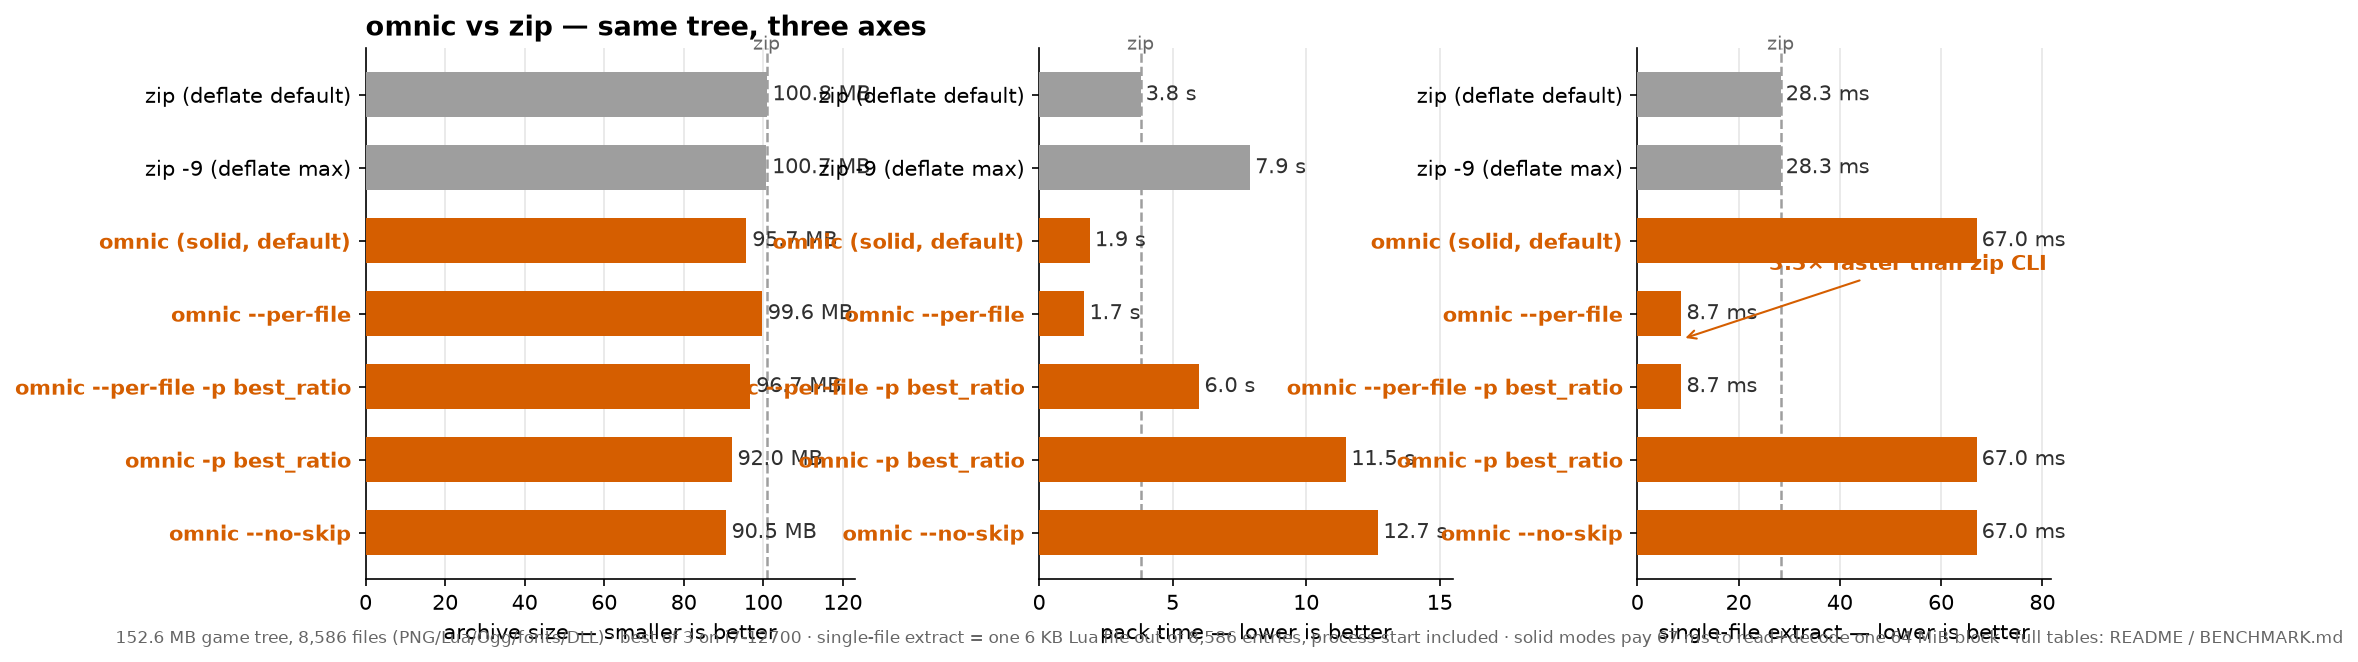 omnic vs zip — same tree, three axes
zip
zip (deflate default)
100.8 MB
zip -9 (deflate max)
100.7 MB
omnic (solid, default)
95.7 MB
omnic --per-file
99.6 MB
omnic --per-file -p best_ratio
96.7 MB
omnic -p best_ratio
92.0 MB
omnic --no-skip
90.5 MB
0 20 40 60 80 100 120
archive size — smaller is better
zip
zip (deflate default)
3.8 s
zip -9 (deflate max)
7.9 s
omnic (solid, default)
1.9 s
omnic --per-file
1.7 s
--per-file -p best_ratio
6.0 s
omnic -p best_ratio
11.5 s
omnic --no-skip
12.7 s
0 5 10 15
pack time — lower is better
zip
zip (deflate default)
28.3 ms
zip -9 (deflate max)
28.3 ms
omnic (solid, default)
67.0 ms
faster than zip CLI
omnic --per-file
8.7 ms
omnic --per-file -p best_ratio
8.7 ms
omnic -p best_ratio
67.0 ms
omnic --no-skip
67.0 ms
0 20 40 60 80
single-file extract — lower is better
152.6 MB game tree, 8,586 files (PNG/Lua/Ogg/fonts/DLL) · best of 3 on i7-12700 · single-file extract = one 6 KB Lua file out of 8,586 entries, process start included · solid modes pay 67 ms to read+decode one 64 MiB block · full tables: README / BENCHMARK.md